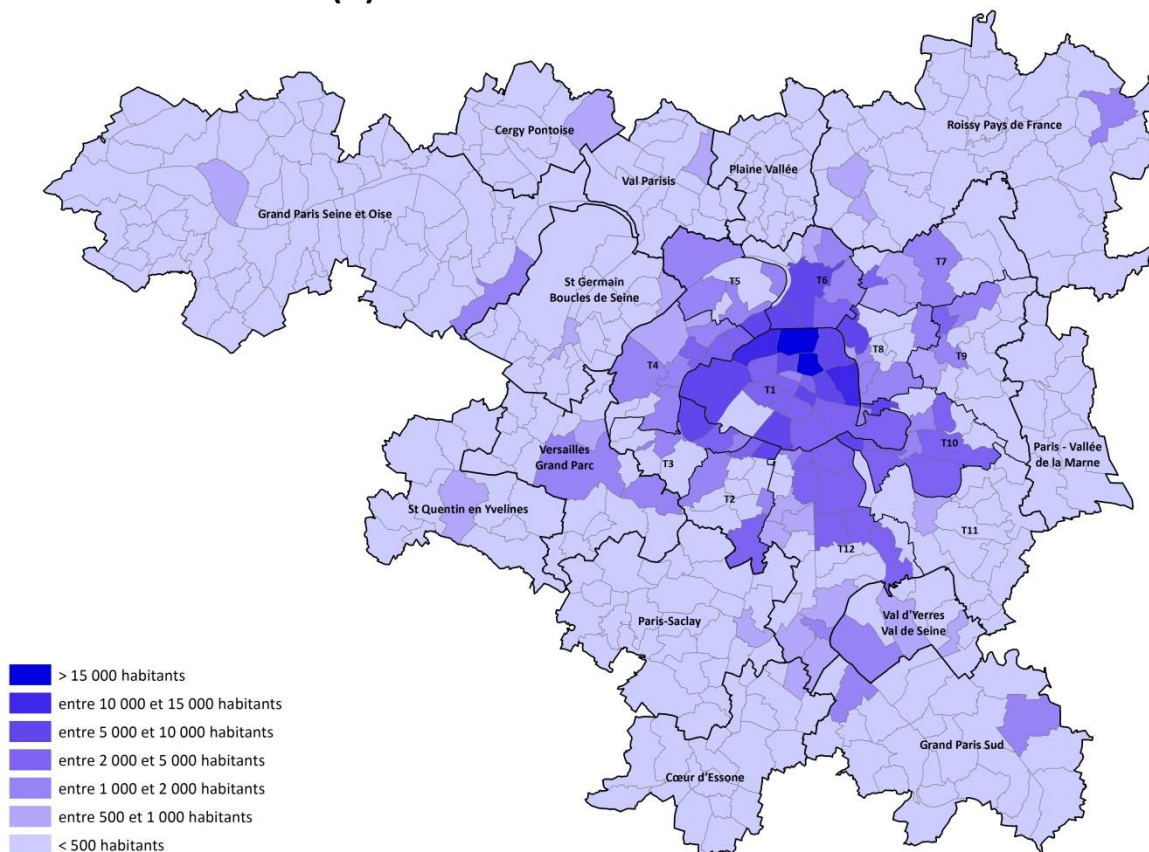 Cergy Pontoise
Roissy Pays de France
Plaine Vallée
Val Parisis
Grand Paris Seine et Oise
T7
St Germain
Boucles de Seine
T5
T6
T8
T9
T4
T1
Versailles
Grand Parc
T10
Paris - Vallée
de la Marne
T3
St Quentin en Yvelines
T2
T11
T12
Val d'Yerres
Val de Seine
Paris-Saclay
Grand Paris Sud
Cœur d'Essone
> 15 000 habitants
entre 10 000 et 15 000 habitants
entre 5 000 et 10 000 habitants
entre 2 000 et 5 000 habitants
entre 1 000 et 2 000 habitants
entre 500 et 1 000 habitants
< 500 habitants